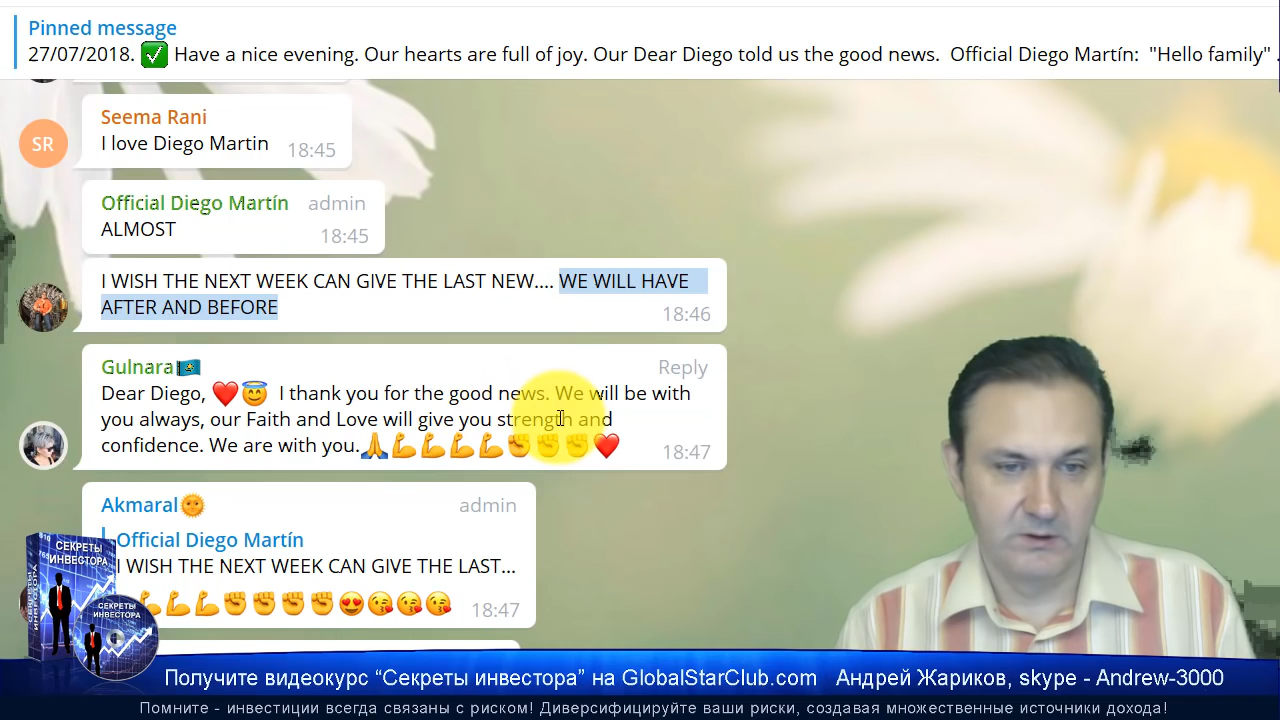 Pinned message
27/07/2018. ✅ Have a nice evening. Our hearts are full of joy. Our Dear Diego told us the good news.  Official Diego Martín:  "Hello family" .
Seema Rani
SR
I love Diego Martin 18:45
Official Diego Martín admin
ALMOST 18:45
I WISH THE NEXT WEEK CAN GIVE THE LAST NEW.... WE WILL HAVE
AFTER AND BEFORE 18:46
Gulnara🇰🇿 Reply
Dear Diego, ❤️😇 I thank you for the good news. We will be with
you always, our Faith and Love will give you strength and
confidence. We are with you.🙏💪💪💪💪✊✊✊❤️ 18:47
Akmaral🌞 admin
Official Diego Martín
I WISH THE NEXT WEEK CAN GIVE THE LAST...
💪💪💪✊✊✊✊😍😘😘😘 18:47
СЕКРЕТЫ
ИНВЕСТОРА
СЕКРЕТЫ
ИНВЕСТОРА
СЕКРЕТЫ
ИНВЕСТОРА
Получите видеокурс “Секреты инвестора” на GlobalStarClub.com Андрей Жариков, skype - Andrew-3000
Помните - инвестиции всегда связаны с риском! Диверсифицируйте ваши риски, создавая множественные источники дохода!